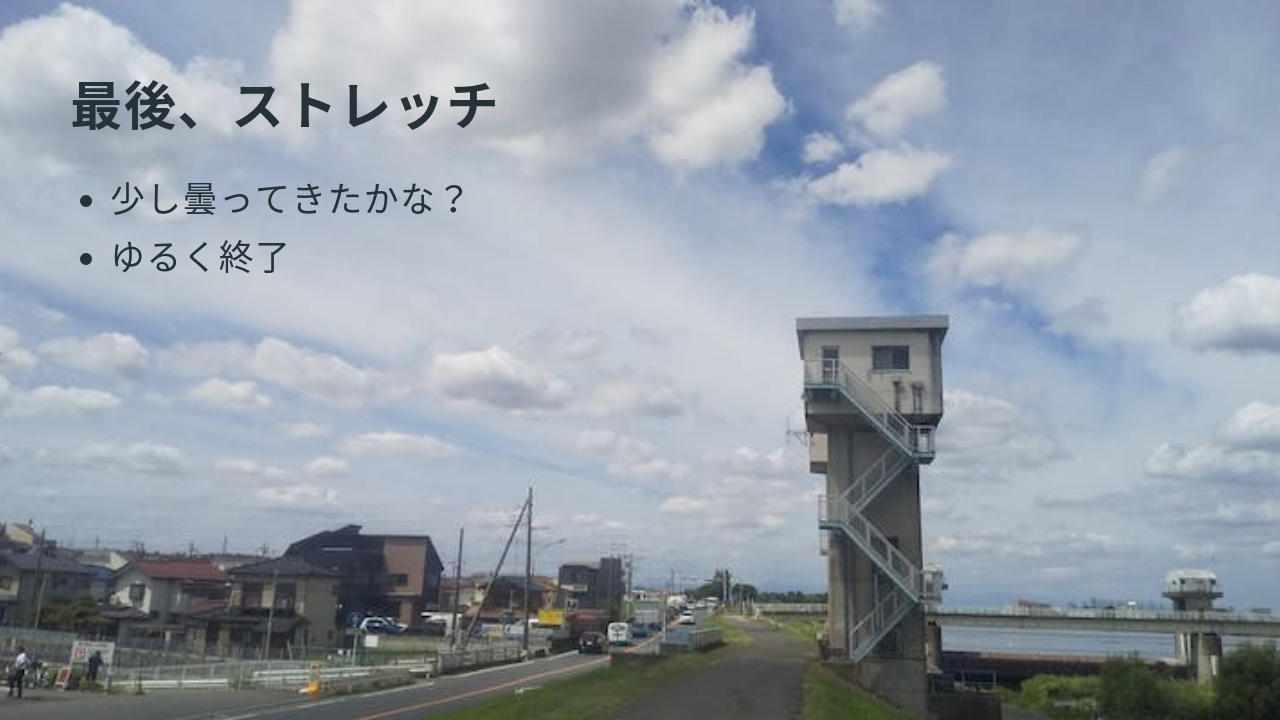 最後、ストレッチ
• 少し曇ってきたかな？
• ゆるく終了